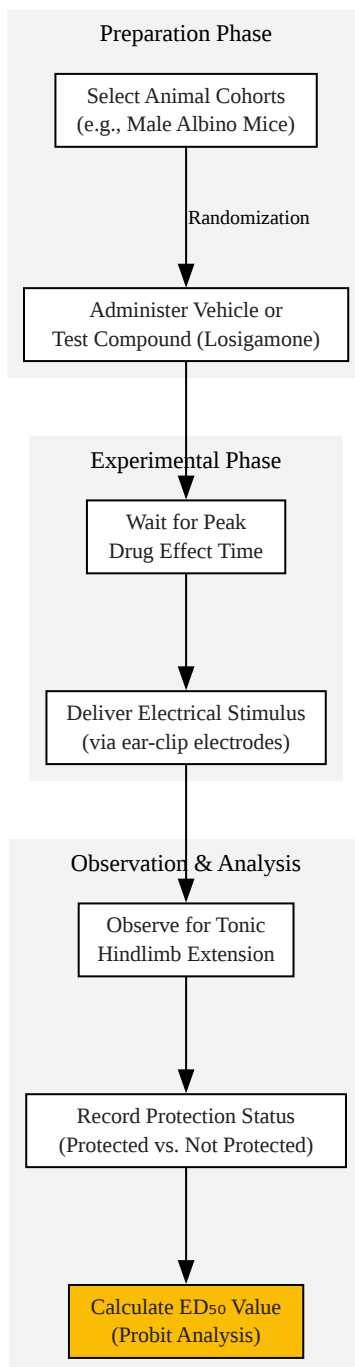 Preparation Phase
Select Animal Cohorts
(e.g., Male Albino Mice)
Randomization
Administer Vehicle or
Test Compound (Losigamone)
Experimental Phase
Wait for Peak
Drug Effect Time
Deliver Electrical Stimulus
(via ear-clip electrodes)
Observation & Analysis
Observe for Tonic
Hindlimb Extension
Record Protection Status
(Protected vs. Not Protected)
Calculate ED₅₀ Value
(Probit Analysis)